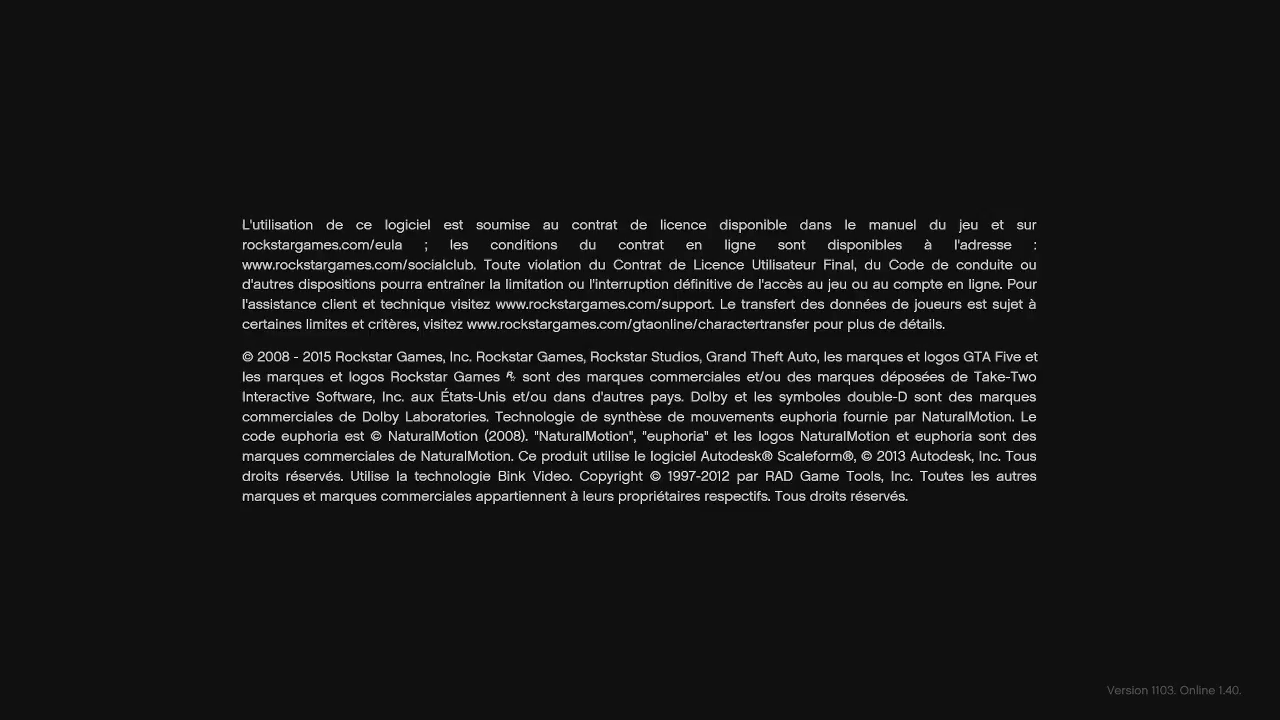 L'utilisation de ce logiciel est soumise au contrat de licence disponible dans le manuel du jeu et sur
rockstargames.com/eula ; les conditions du contrat en ligne sont disponibles à l'adresse :
www.rockstargames.com/socialclub. Toute violation du Contrat de Licence Utilisateur Final, du Code de conduite ou
d'autres dispositions pourra entraîner la limitation ou l'interruption définitive de l'accès au jeu ou au compte en ligne. Pour
l'assistance client et technique visitez www.rockstargames.com/support. Le transfert des données de joueurs est sujet à
certaines limites et critères, visitez www.rockstargames.com/gtaonline/charactertransfer pour plus de détails.
© 2008 - 2015 Rockstar Games, Inc. Rockstar Games, Rockstar Studios, Grand Theft Auto, les marques et logos GTA Five et
les marques et logos Rockstar Games R* sont des marques commerciales et/ou des marques déposées de Take-Two
Interactive Software, Inc. aux États-Unis et/ou dans d'autres pays. Dolby et les symboles double-D sont des marques
commerciales de Dolby Laboratories. Technologie de synthèse de mouvements euphoria fournie par NaturalMotion. Le
code euphoria est © NaturalMotion (2008). "NaturalMotion", "euphoria" et les logos NaturalMotion et euphoria sont des
marques commerciales de NaturalMotion. Ce produit utilise le logiciel Autodesk® Scaleform®, © 2013 Autodesk, Inc. Tous
droits réservés. Utilise la technologie Bink Video. Copyright © 1997-2012 par RAD Game Tools, Inc. Toutes les autres
marques et marques commerciales appartiennent à leurs propriétaires respectifs. Tous droits réservés.
Version 1103. Online 1.40.